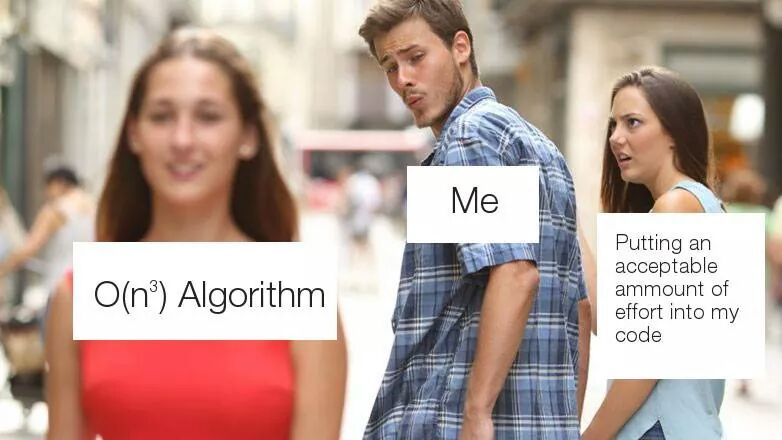 O(n³) Algorithm
Me
Putting an
acceptable
ammount of
effort into my
code